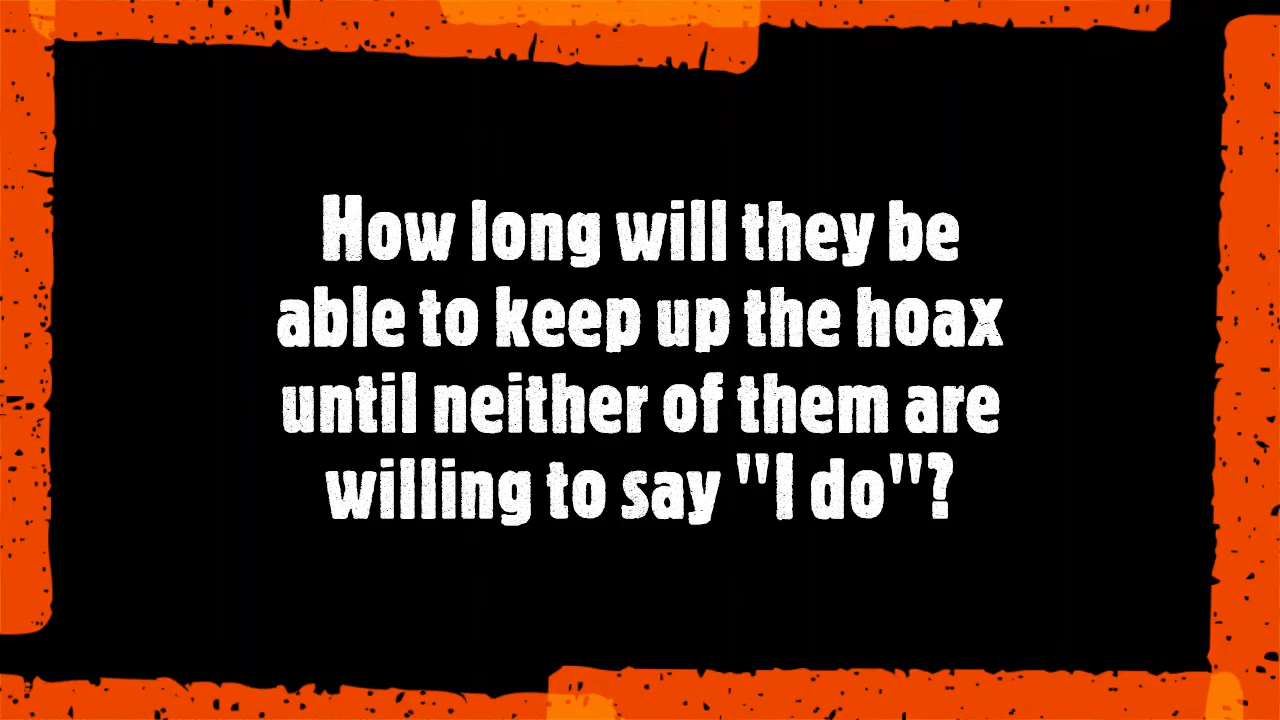 How long will they be
able to keep up the hoax
until neither of them are
willing to say "I do"?